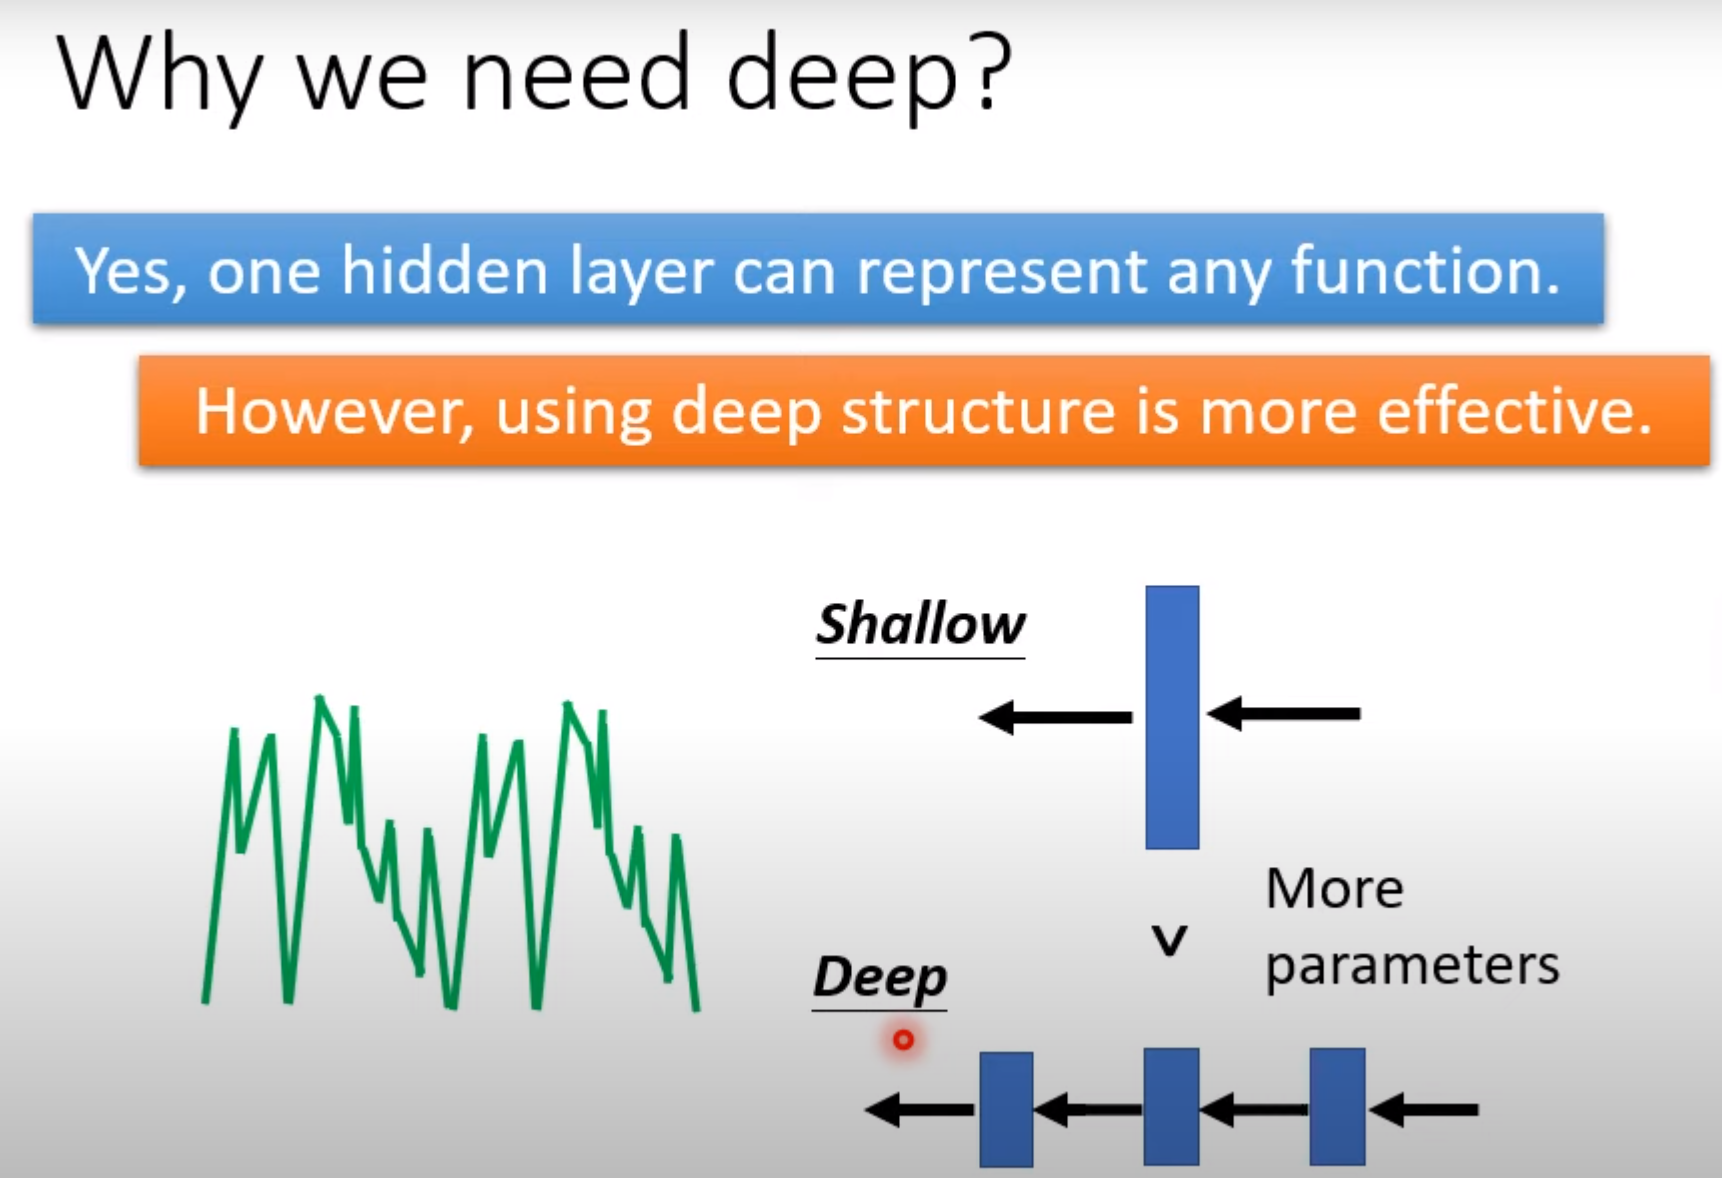 Why we need deep?
Yes, one hidden layer can represent any function.
However, using deep structure is more effective.
Shallow
More
parameters
Deep